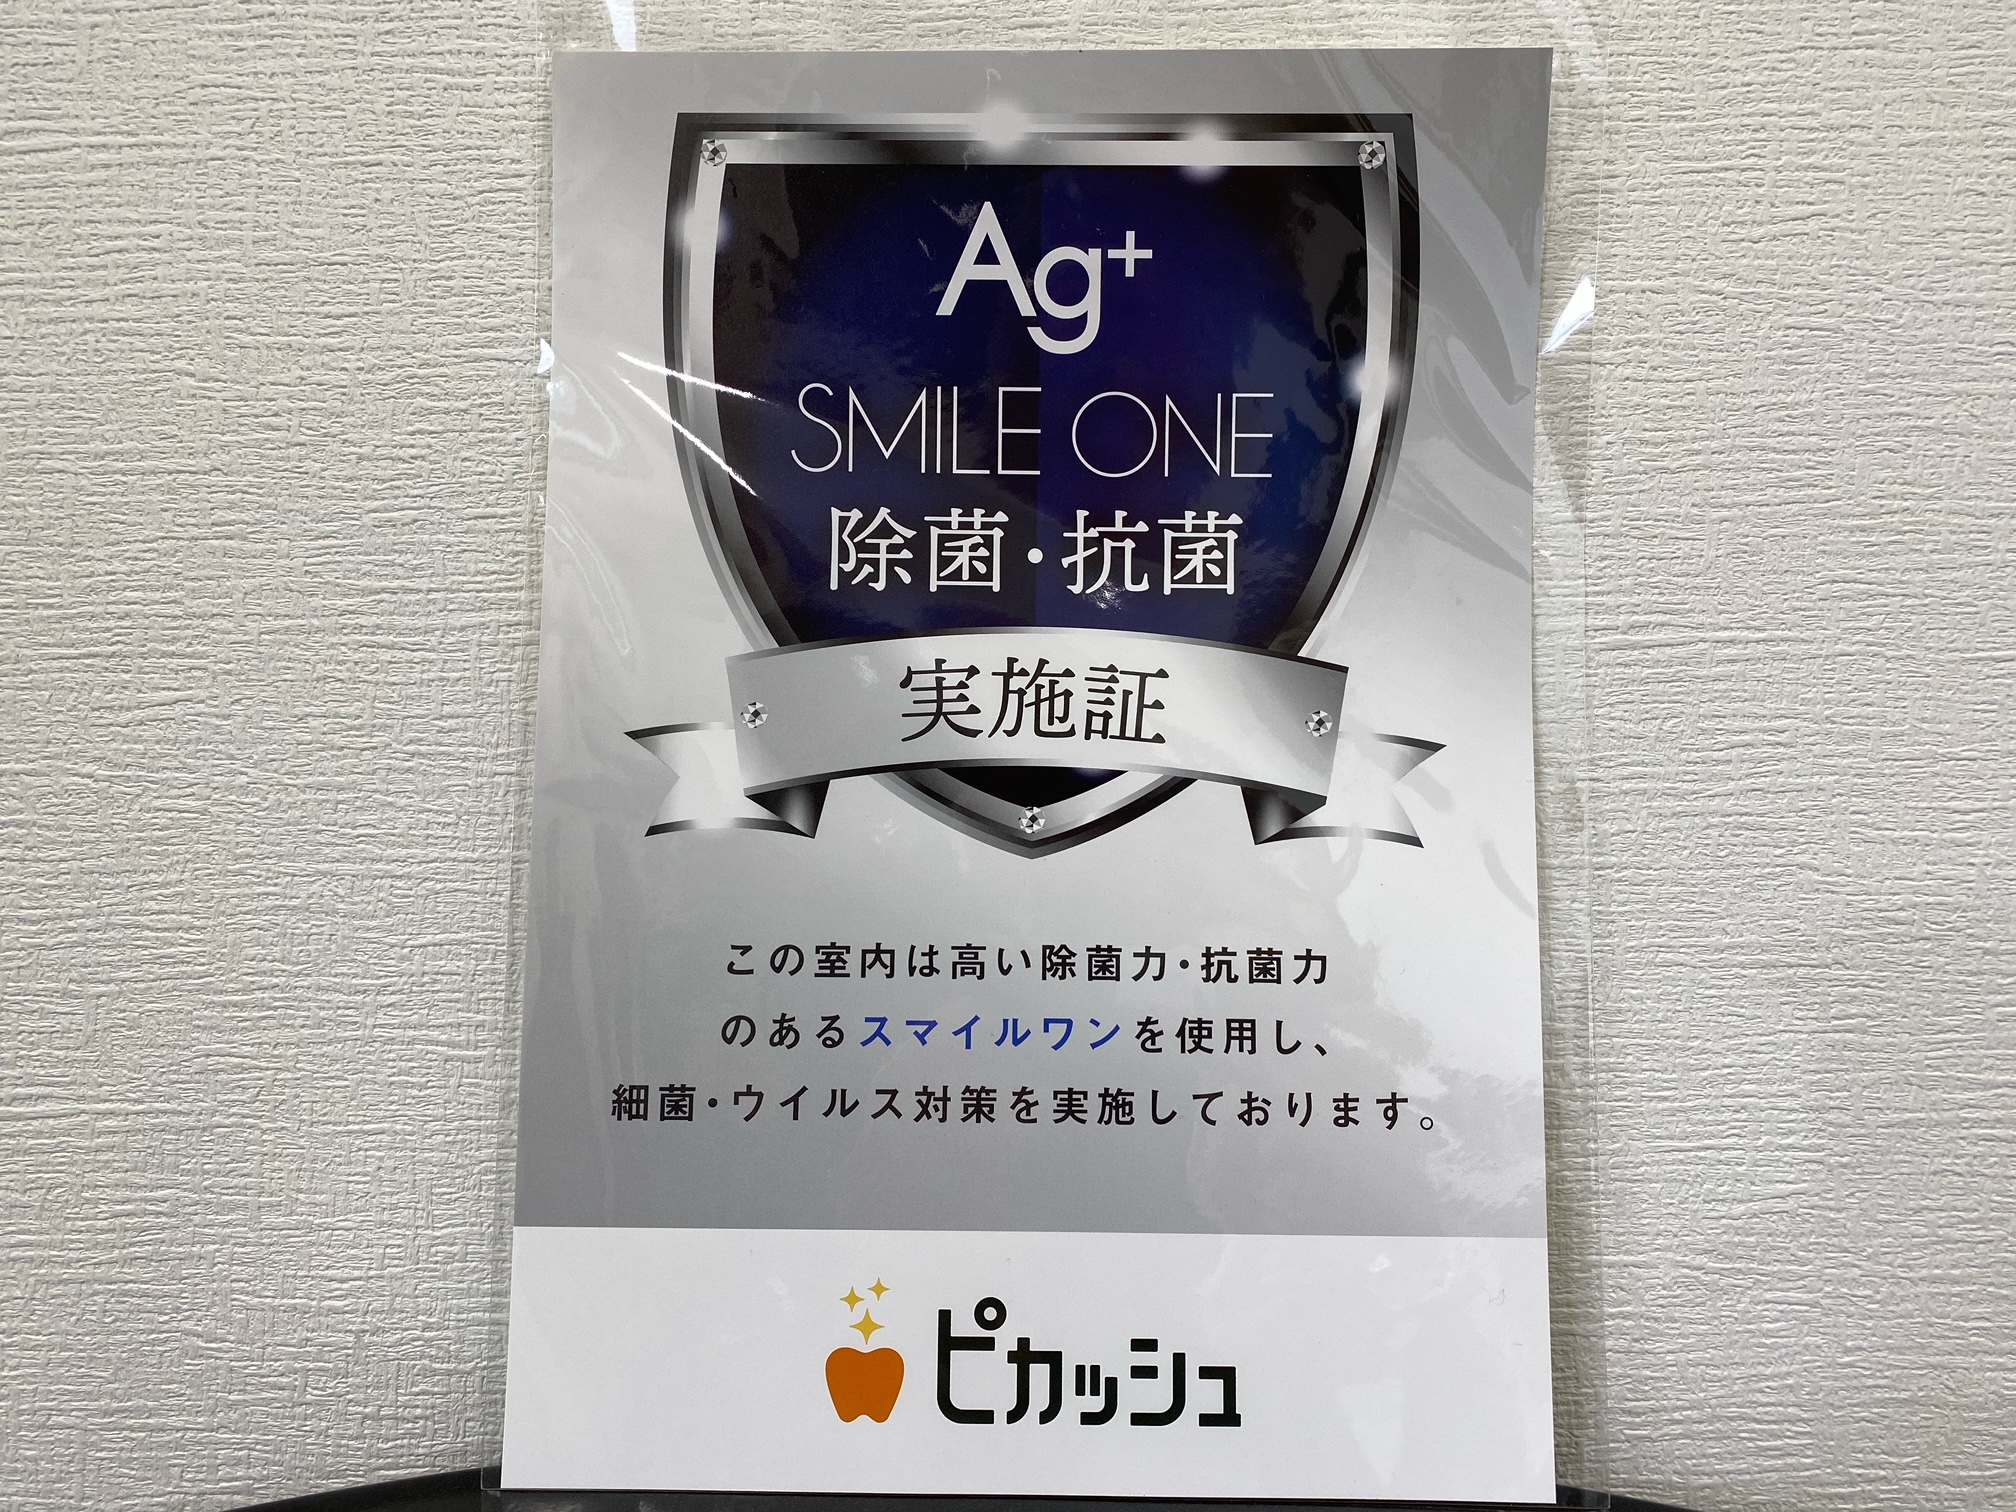 Ag+
SMILE ONE
除菌・抗菌
実施証
この室内は高い除菌力・抗菌力
のあるスマイルワンを使用し、
細菌・ウイルス対策を実施しております。
ピカッシュ